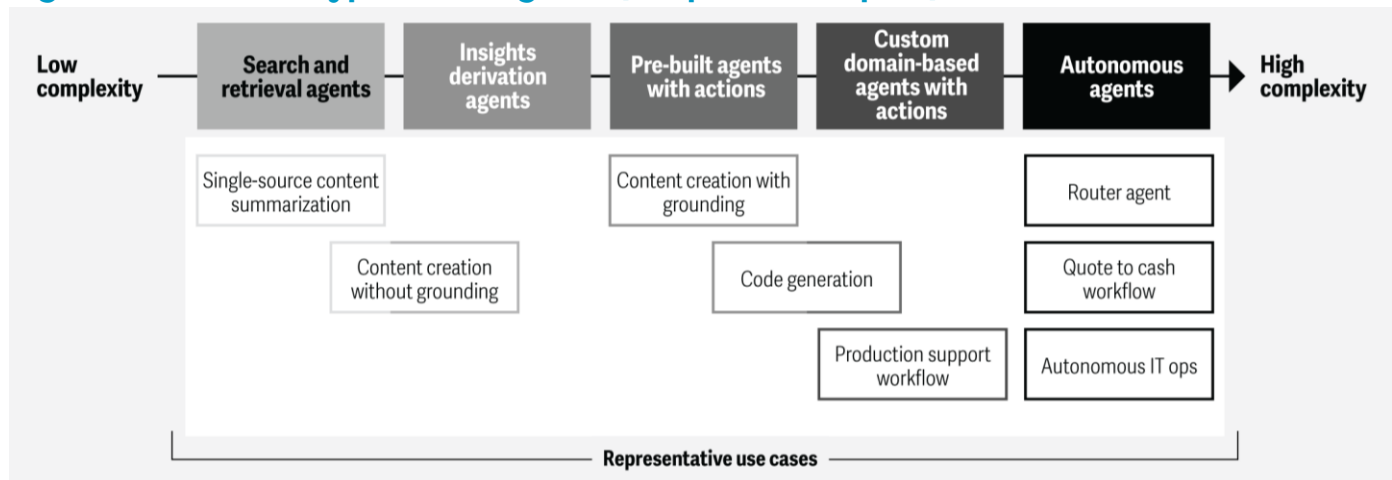 Low
complexity
Search and
retrieval agents
Insights
derivation
agents
Pre-built agents
with actions
Custom
domain-based
agents with
actions
Autonomous
agents
High
complexity
Single-source content
summarization
Content creation with
grounding
Router agent
Content creation
without grounding
Code generation
Quote to cash
workflow
Production support
workflow
Autonomous IT ops
Representative use cases